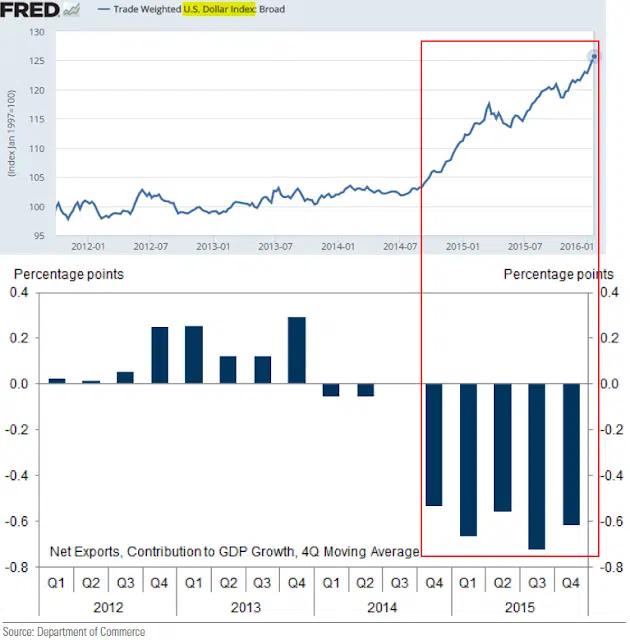 FRED — Trade Weighted U.S. Dollar Index: Broad
130
125
120
115
110
105
100
95
(Index Jan 1997=100)
2012-01 2012-07 2013-01 2013-07 2014-01 2014-07 2015-01 2015-07 2016-01
Percentage points Percentage points
0.4 0.4
0.2 0.2
0.0 0.0
-0.2 -0.2
-0.4 -0.4
-0.6 -0.6
Net Exports, Contribution to GDP Growth, 4Q Moving Average
-0.8 -0.8
Q1 Q2 Q3 Q4 Q1 Q2 Q3 Q4 Q1 Q2 Q3 Q4 Q1 Q2 Q3 Q4
2012 2013 2014 2015
Source: Department of Commerce